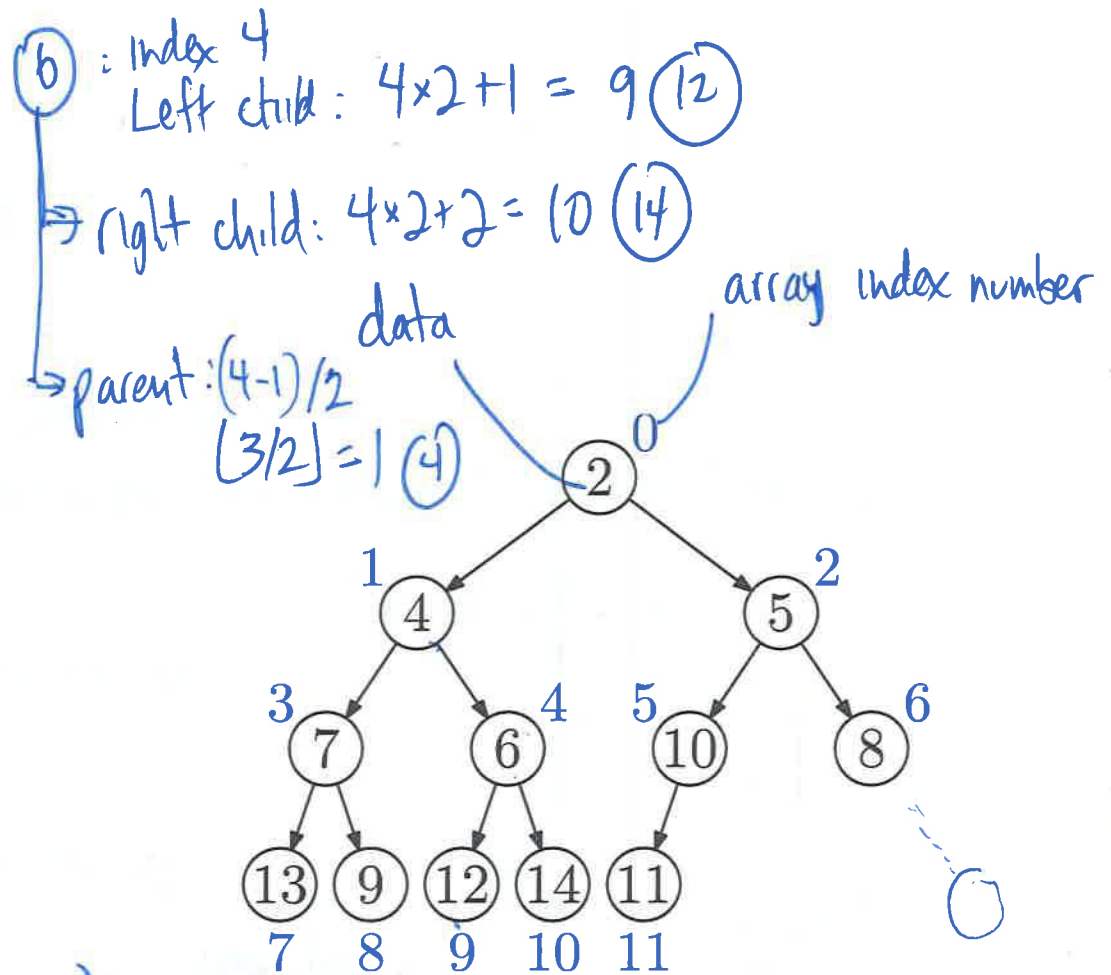 6 : Index 4
Left child: 4×2+1 = 9 12
right child: 4×2+2 = 10 14
array index number
data
parent: (4-1)/2
⌊3/2⌋ = 1 4
0
2
1 2
4 5
3 4 5 6
7 6 10 8
13 9 12 14 11
7 8 9 10 11